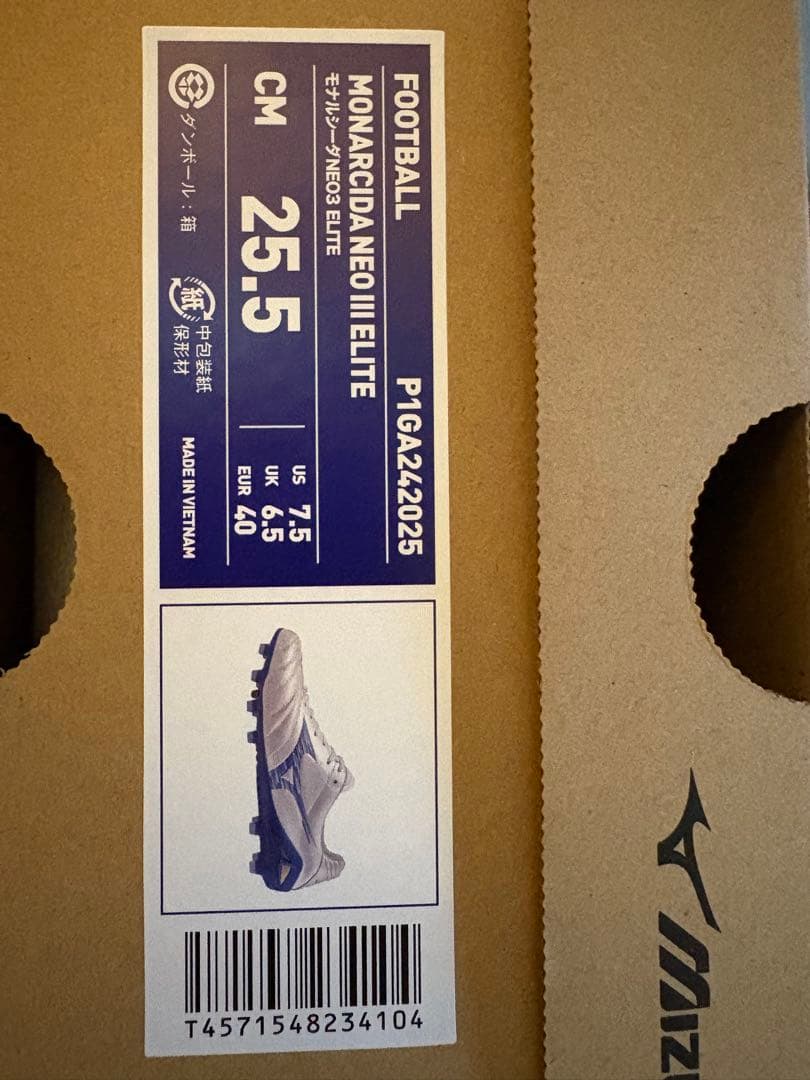 FOOTBALL P1GA242025
MONARCIDA NEO III ELITE
モナルシーダNEO3 ELITE
CM 25.5
US 7.5
UK 6.5
EUR 40
ダンボール：箱
紙
中包装紙
保形材
MADE IN VIETNAM
T4571548234104
MIZU